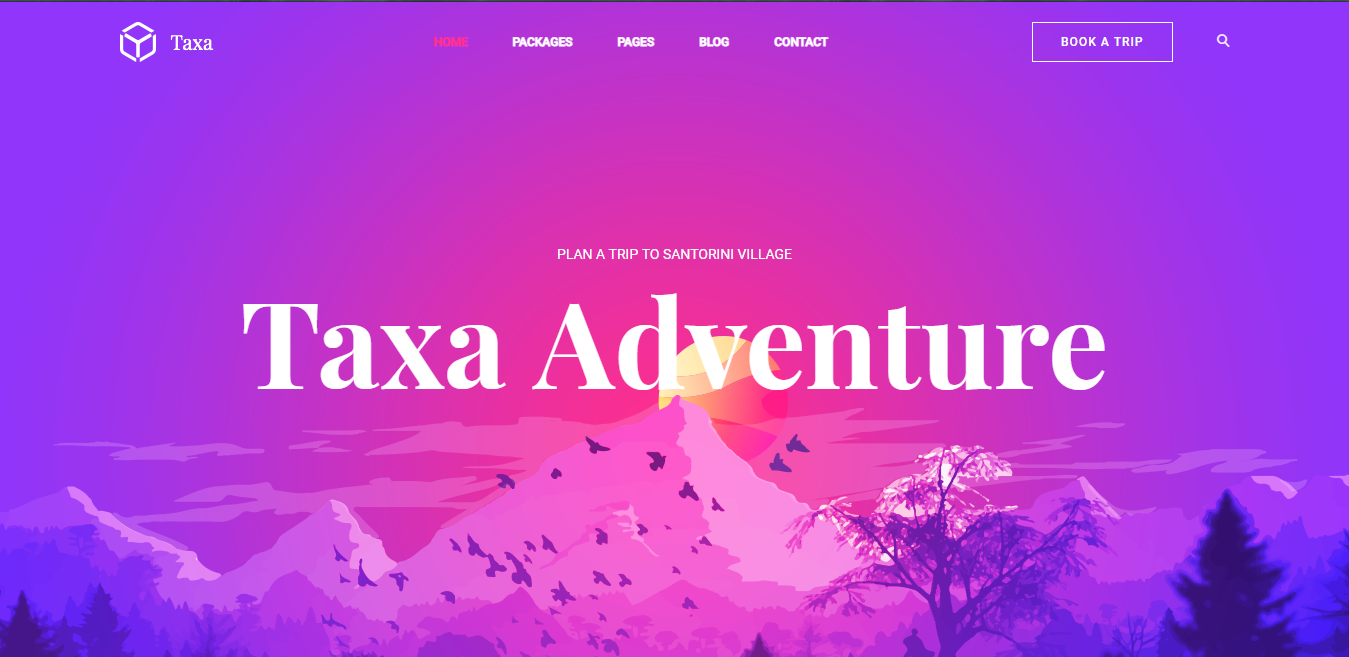 Taxa
HOME PACKAGES PAGES BLOG CONTACT
BOOK A TRIP
PLAN A TRIP TO SANTORINI VILLAGE
Taxa Adventure